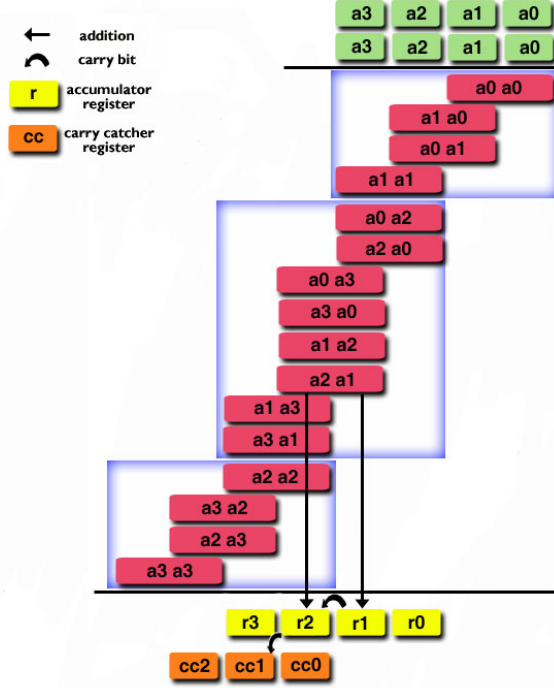 a3 a2 a1 a0
addition
a3 a2 a1 a0
carry bit
r accumulator register
cc carry catcher register
a0 a0
a1 a0
a0 a1
a1 a1
a0 a2
a2 a0
a0 a3
a3 a0
a1 a2
a2 a1
a1 a3
a3 a1
a2 a2
a3 a2
a2 a3
a3 a3
r3 r2 r1 r0
cc2 cc1 cc0